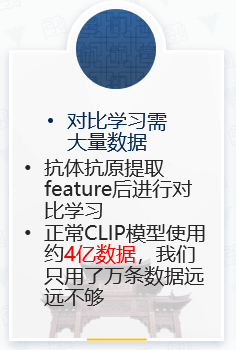 • 对比学习需
大量数据
• 抗体抗原提取
feature后进行对
比学习
• 正常CLIP模型使用
约4亿数据，我们
只用了万条数据远
远不够